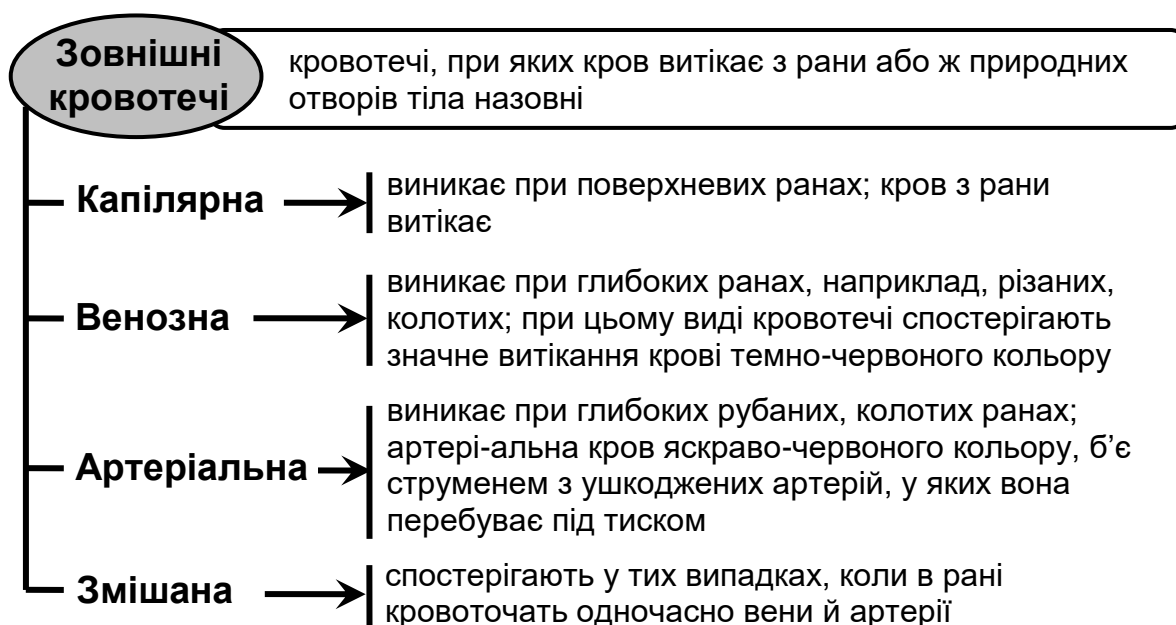 Зовнішні
кровотечі
кровотечі, при яких кров витікає з рани або ж природних
отворів тіла назовні
Капілярна
виникає при поверхневих ранах; кров з рани
витікає
Венозна
виникає при глибоких ранах, наприклад, різаних,
колотих; при цьому виді кровотечі спостерігають
значне витікання крові темно-червоного кольору
Артеріальна
виникає при глибоких рубаних, колотих ранах;
артері-альна кров яскраво-червоного кольору, б’є
струменем з ушкоджених артерій, у яких вона
перебуває під тиском
Змішана
спостерігають у тих випадках, коли в рані
кровоточать одночасно вени й артерії